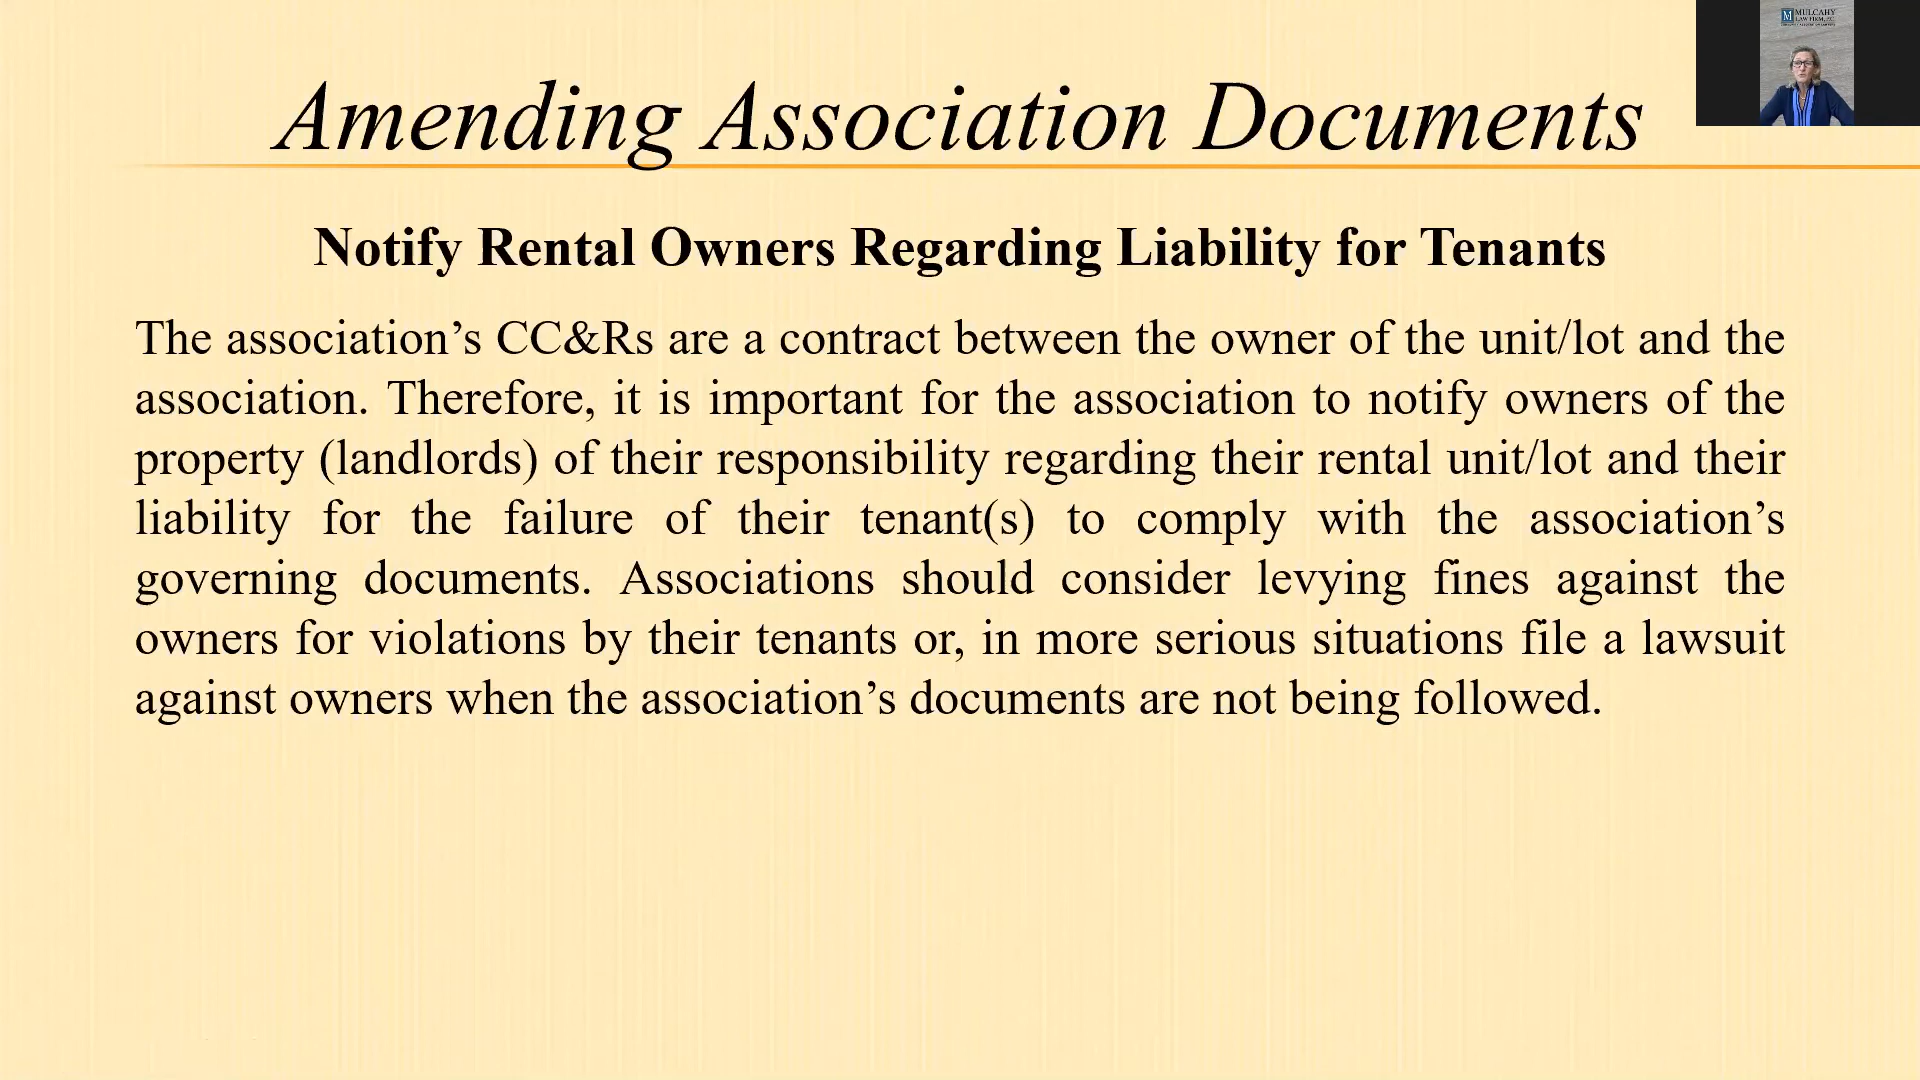 MULCAHY
LAW FIRM, P.C.
Amending Association Documents
Notify Rental Owners Regarding Liability for Tenants
The association’s CC&Rs are a contract between the owner of the unit/lot and the
association. Therefore, it is important for the association to notify owners of the
property (landlords) of their responsibility regarding their rental unit/lot and their
liability for the failure of their tenant(s) to comply with the association’s
governing documents. Associations should consider levying fines against the
owners for violations by their tenants or, in more serious situations file a lawsuit
against owners when the association’s documents are not being followed.